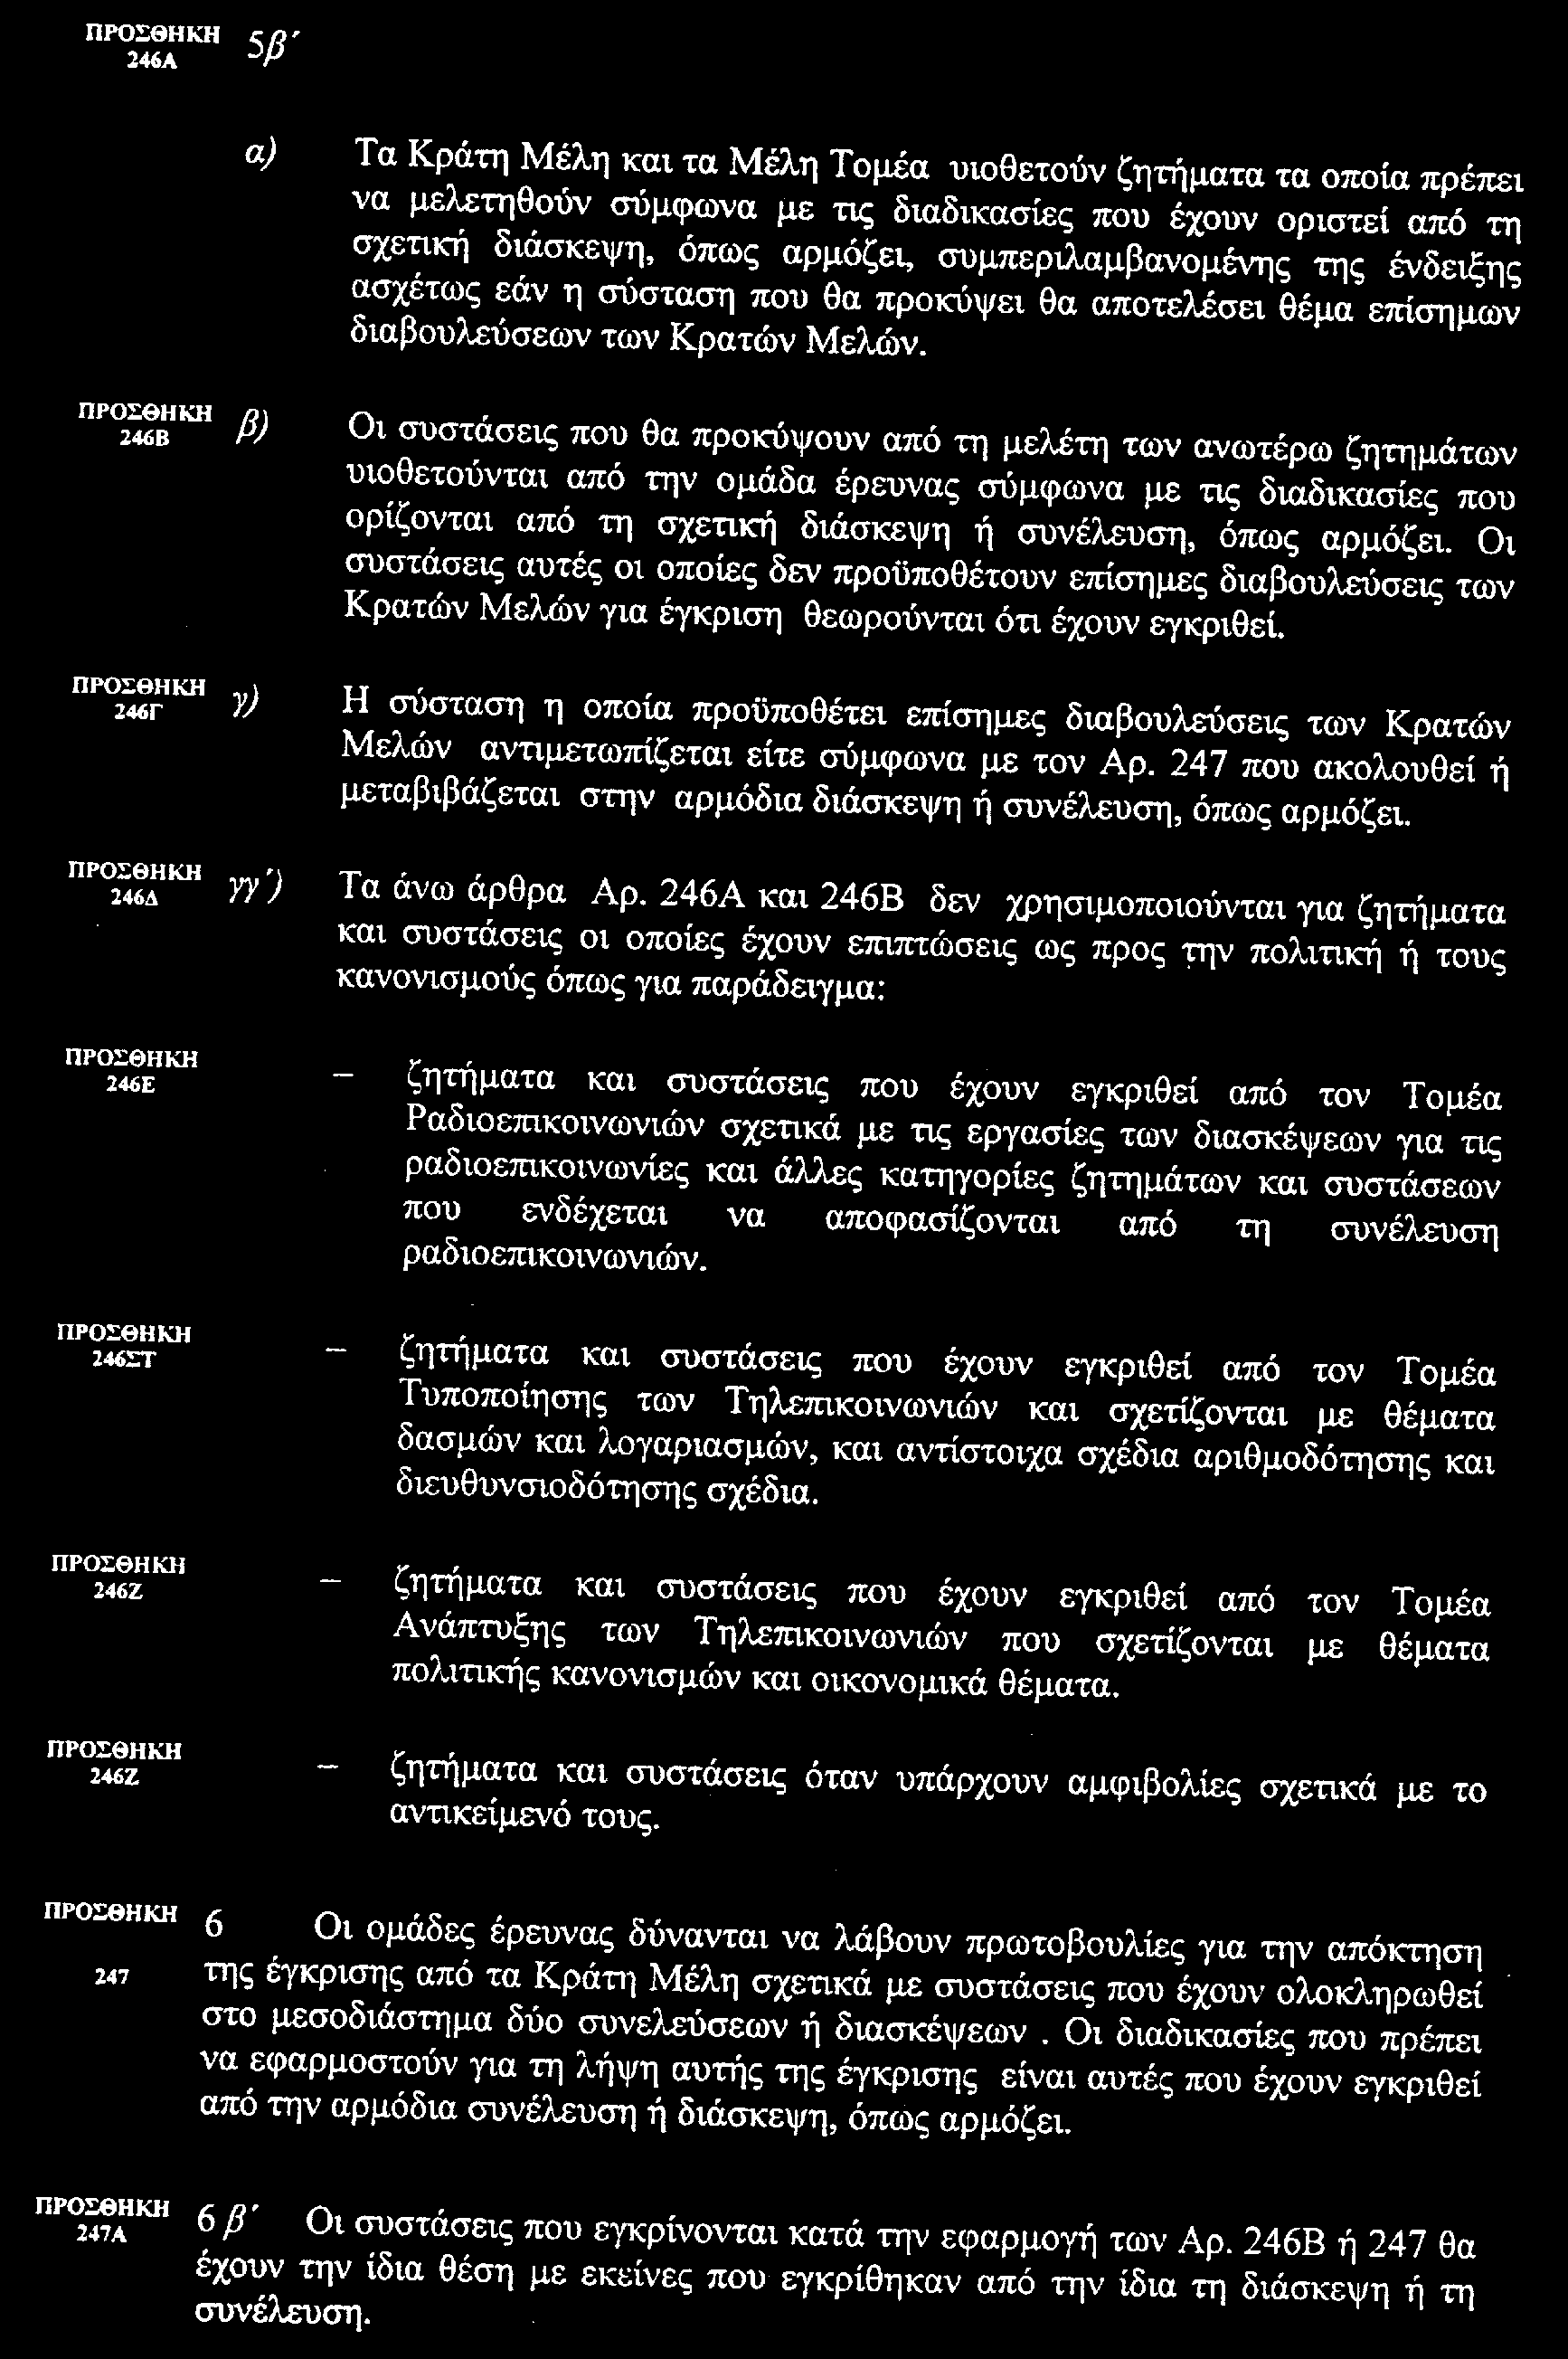 ΠΡΟΣΘΗΚΗ 5β΄
246Α
α) Τα Κράτη Μέλη και τα Μέλη Τομέα υιοθετούν ζητήματα τα οποία πρέπει
να μελετηθούν σύμφωνα με τις διαδικασίες που έχουν οριστεί από τη
σχετική διάσκεψη, όπως αρμόζει, συμπεριλαμβανομένης της ένδειξης
ασχέτως εάν η σύσταση που θα προκύψει θα αποτελέσει θέμα επίσημων
διαβουλεύσεων των Κρατών Μελών.
ΠΡΟΣΘΗΚΗ
246Β
β) Οι συστάσεις που θα προκύψουν από τη μελέτη των ανωτέρω ζητημάτων
υιοθετούνται από την ομάδα έρευνας σύμφωνα με τις διαδικασίες που
ορίζονται από τη σχετική διάσκεψη ή συνέλευση, όπως αρμόζει. Οι
συστάσεις αυτές οι οποίες δεν προϋποθέτουν επίσημες διαβουλεύσεις των
Κρατών Μελών για έγκριση θεωρούνται ότι έχουν εγκριθεί.
ΠΡΟΣΘΗΚΗ
246Γ
γ) Η σύσταση η οποία προϋποθέτει επίσημες διαβουλεύσεις των Κρατών
Μελών αντιμετωπίζεται είτε σύμφωνα με τον Αρ. 247 που ακολουθεί ή
μεταβιβάζεται στην αρμόδια διάσκεψη ή συνέλευση, όπως αρμόζει.
ΠΡΟΣΘΗΚΗ
246Δ
γγ΄) Τα άνω άρθρα Αρ. 246Α και 246Β δεν χρησιμοποιούνται για ζητήματα
και συστάσεις οι οποίες έχουν επιπτώσεις ως προς την πολιτική ή τους
κανονισμούς όπως για παράδειγμα:
ΠΡΟΣΘΗΚΗ
246Ε
– ζητήματα και συστάσεις που έχουν εγκριθεί από τον Τομέα
Ραδιοεπικοινωνιών σχετικά με τις εργασίες των διασκέψεων για τις
ραδιοεπικοινωνίες και άλλες κατηγορίες ζητημάτων και συστάσεων
που ενδέχεται να αποφασίζονται από τη συνέλευση
ραδιοεπικοινωνιών.
ΠΡΟΣΘΗΚΗ
246ΣΤ
– ζητήματα και συστάσεις που έχουν εγκριθεί από τον Τομέα
Τυποποίησης των Τηλεπικοινωνιών και σχετίζονται με θέματα
δασμών και λογαριασμών, και αντίστοιχα σχέδια αριθμοδότησης και
διευθυνσιοδότησης σχέδια.
ΠΡΟΣΘΗΚΗ
246Ζ
– ζητήματα και συστάσεις που έχουν εγκριθεί από τον Τομέα
Ανάπτυξης των Τηλεπικοινωνιών που σχετίζονται με θέματα
πολιτικής κανονισμών και οικονομικά θέματα.
ΠΡΟΣΘΗΚΗ
246Ζ
– ζητήματα και συστάσεις όταν υπάρχουν αμφιβολίες σχετικά με το
αντικείμενό τους.
ΠΡΟΣΘΗΚΗ
247
6 Οι ομάδες έρευνας δύνανται να λάβουν πρωτοβουλίες για την απόκτηση
της έγκρισης από τα Κράτη Μέλη σχετικά με συστάσεις που έχουν ολοκληρωθεί
στο μεσοδιάστημα δύο συνελεύσεων ή διασκέψεων . Οι διαδικασίες που πρέπει
να εφαρμοστούν για τη λήψη αυτής της έγκρισης είναι αυτές που έχουν εγκριθεί
από την αρμόδια συνέλευση ή διάσκεψη, όπως αρμόζει.
ΠΡΟΣΘΗΚΗ
247Α
6 β΄ Οι συστάσεις που εγκρίνονται κατά την εφαρμογή των Αρ. 246Β ή 247 θα
έχουν την ίδια θέση με εκείνες που εγκρίθηκαν από την ίδια τη διάσκεψη ή τη
συνέλευση.